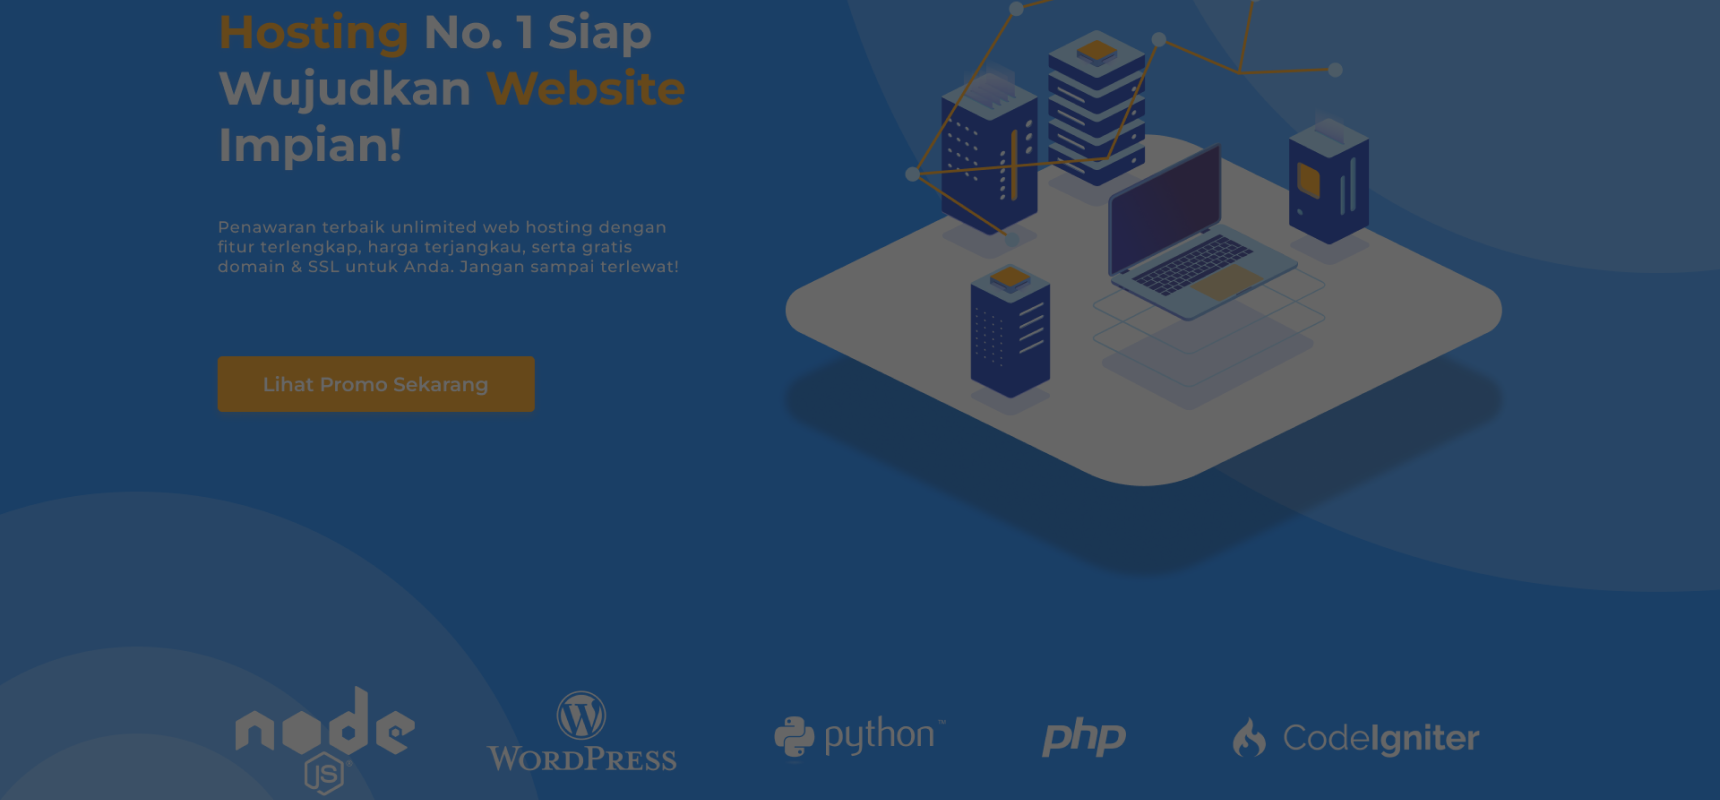 Hosting No. 1 Siap
Wujudkan Website
Impian!
Penawaran terbaik unlimited web hosting dengan
fitur terlengkap, harga terjangkau, serta gratis
domain & SSL untuk Anda. Jangan sampai terlewat!
Lihat Promo Sekarang
node
JS®
WORDPRESS
python™
php
CodeIgniter